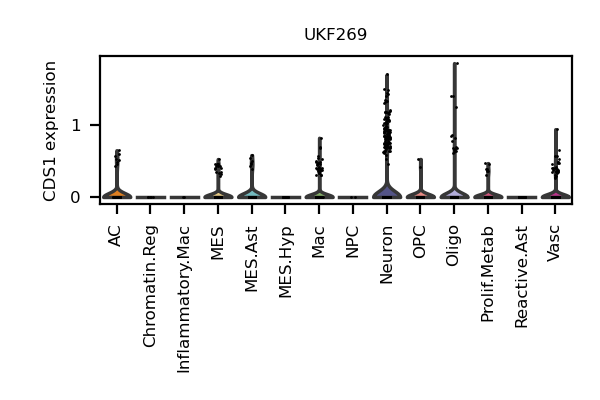 UKF269
CDS1 expression
1
0
AC
Chromatin.Reg
Inflammatory.Mac
MES
MES.Ast
MES.Hyp
Mac
NPC
Neuron
OPC
Oligo
Prolif.Metab
Reactive.Ast
Vasc